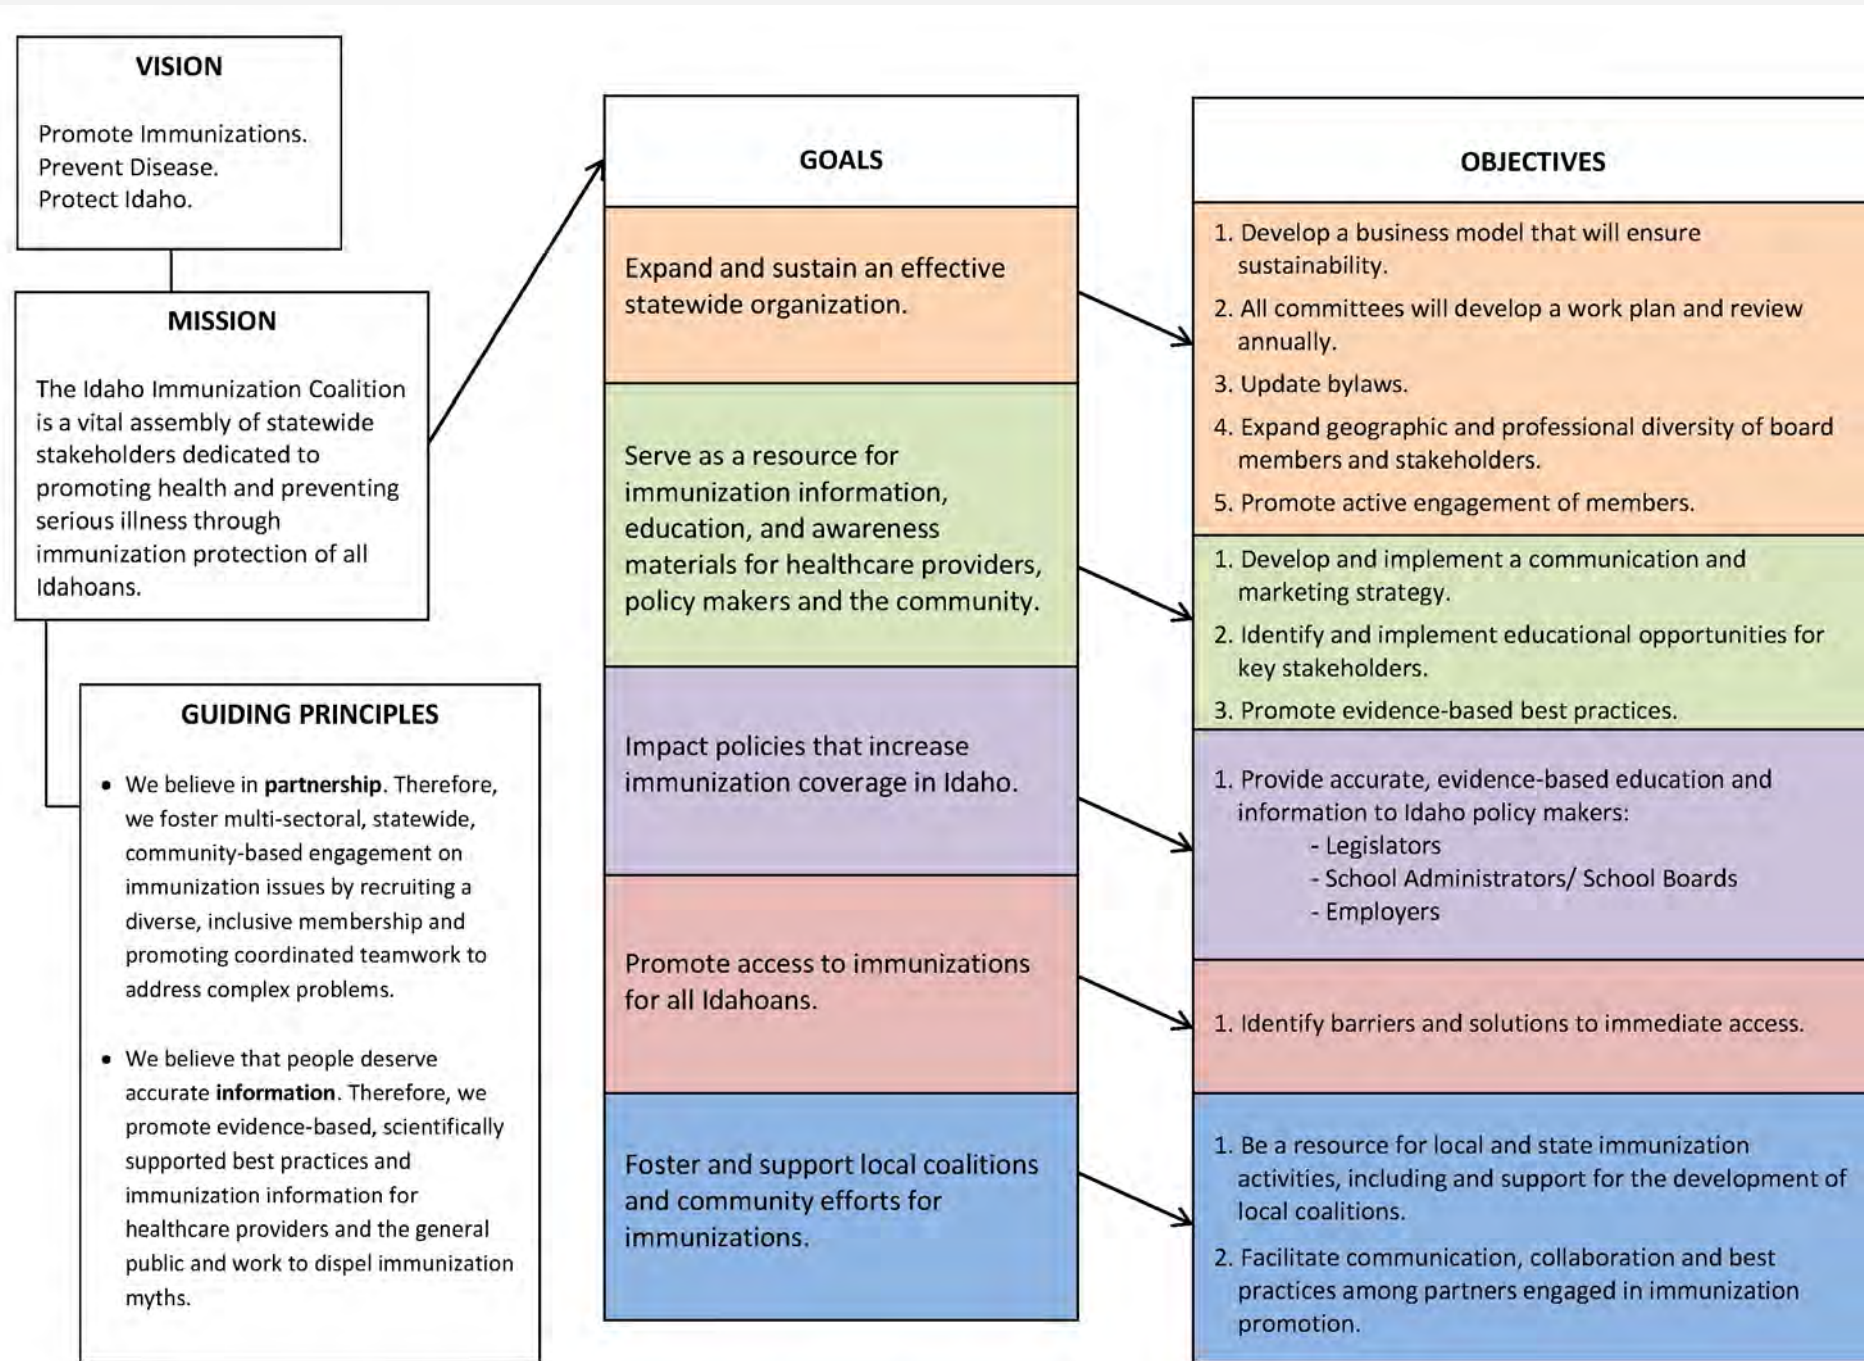 VISION
Promote Immunizations.
Prevent Disease.
Protect Idaho.
MISSION
The Idaho Immunization Coalition
is a vital assembly of statewide
stakeholders dedicated to
promoting health and preventing
serious illness through
immunization protection of all
Idahoans.
GUIDING PRINCIPLES
• We believe in partnership. Therefore,
we foster multi-sectoral, statewide,
community-based engagement on
immunization issues by recruiting a
diverse, inclusive membership and
promoting coordinated teamwork to
address complex problems.
• We believe that people deserve
accurate information. Therefore, we
promote evidence-based, scientifically
supported best practices and
immunization information for
healthcare providers and the general
public and work to dispel immunization
myths.
GOALS
Expand and sustain an effective
statewide organization.
Serve as a resource for
immunization information,
education, and awareness
materials for healthcare providers,
policy makers and the community.
Impact policies that increase
immunization coverage in Idaho.
Promote access to immunizations
for all Idahoans.
Foster and support local coalitions
and community efforts for
immunizations.
OBJECTIVES
1. Develop a business model that will ensure
sustainability.
2. All committees will develop a work plan and review
annually.
3. Update bylaws.
4. Expand geographic and professional diversity of board
members and stakeholders.
5. Promote active engagement of members.
1. Develop and implement a communication and
marketing strategy.
2. Identify and implement educational opportunities for
key stakeholders.
3. Promote evidence-based best practices.
1. Provide accurate, evidence-based education and
information to Idaho policy makers:
- Legislators
- School Administrators/ School Boards
- Employers
1. Identify barriers and solutions to immediate access.
1. Be a resource for local and state immunization
activities, including and support for the development of
local coalitions.
2. Facilitate communication, collaboration and best
practices among partners engaged in immunization
promotion.